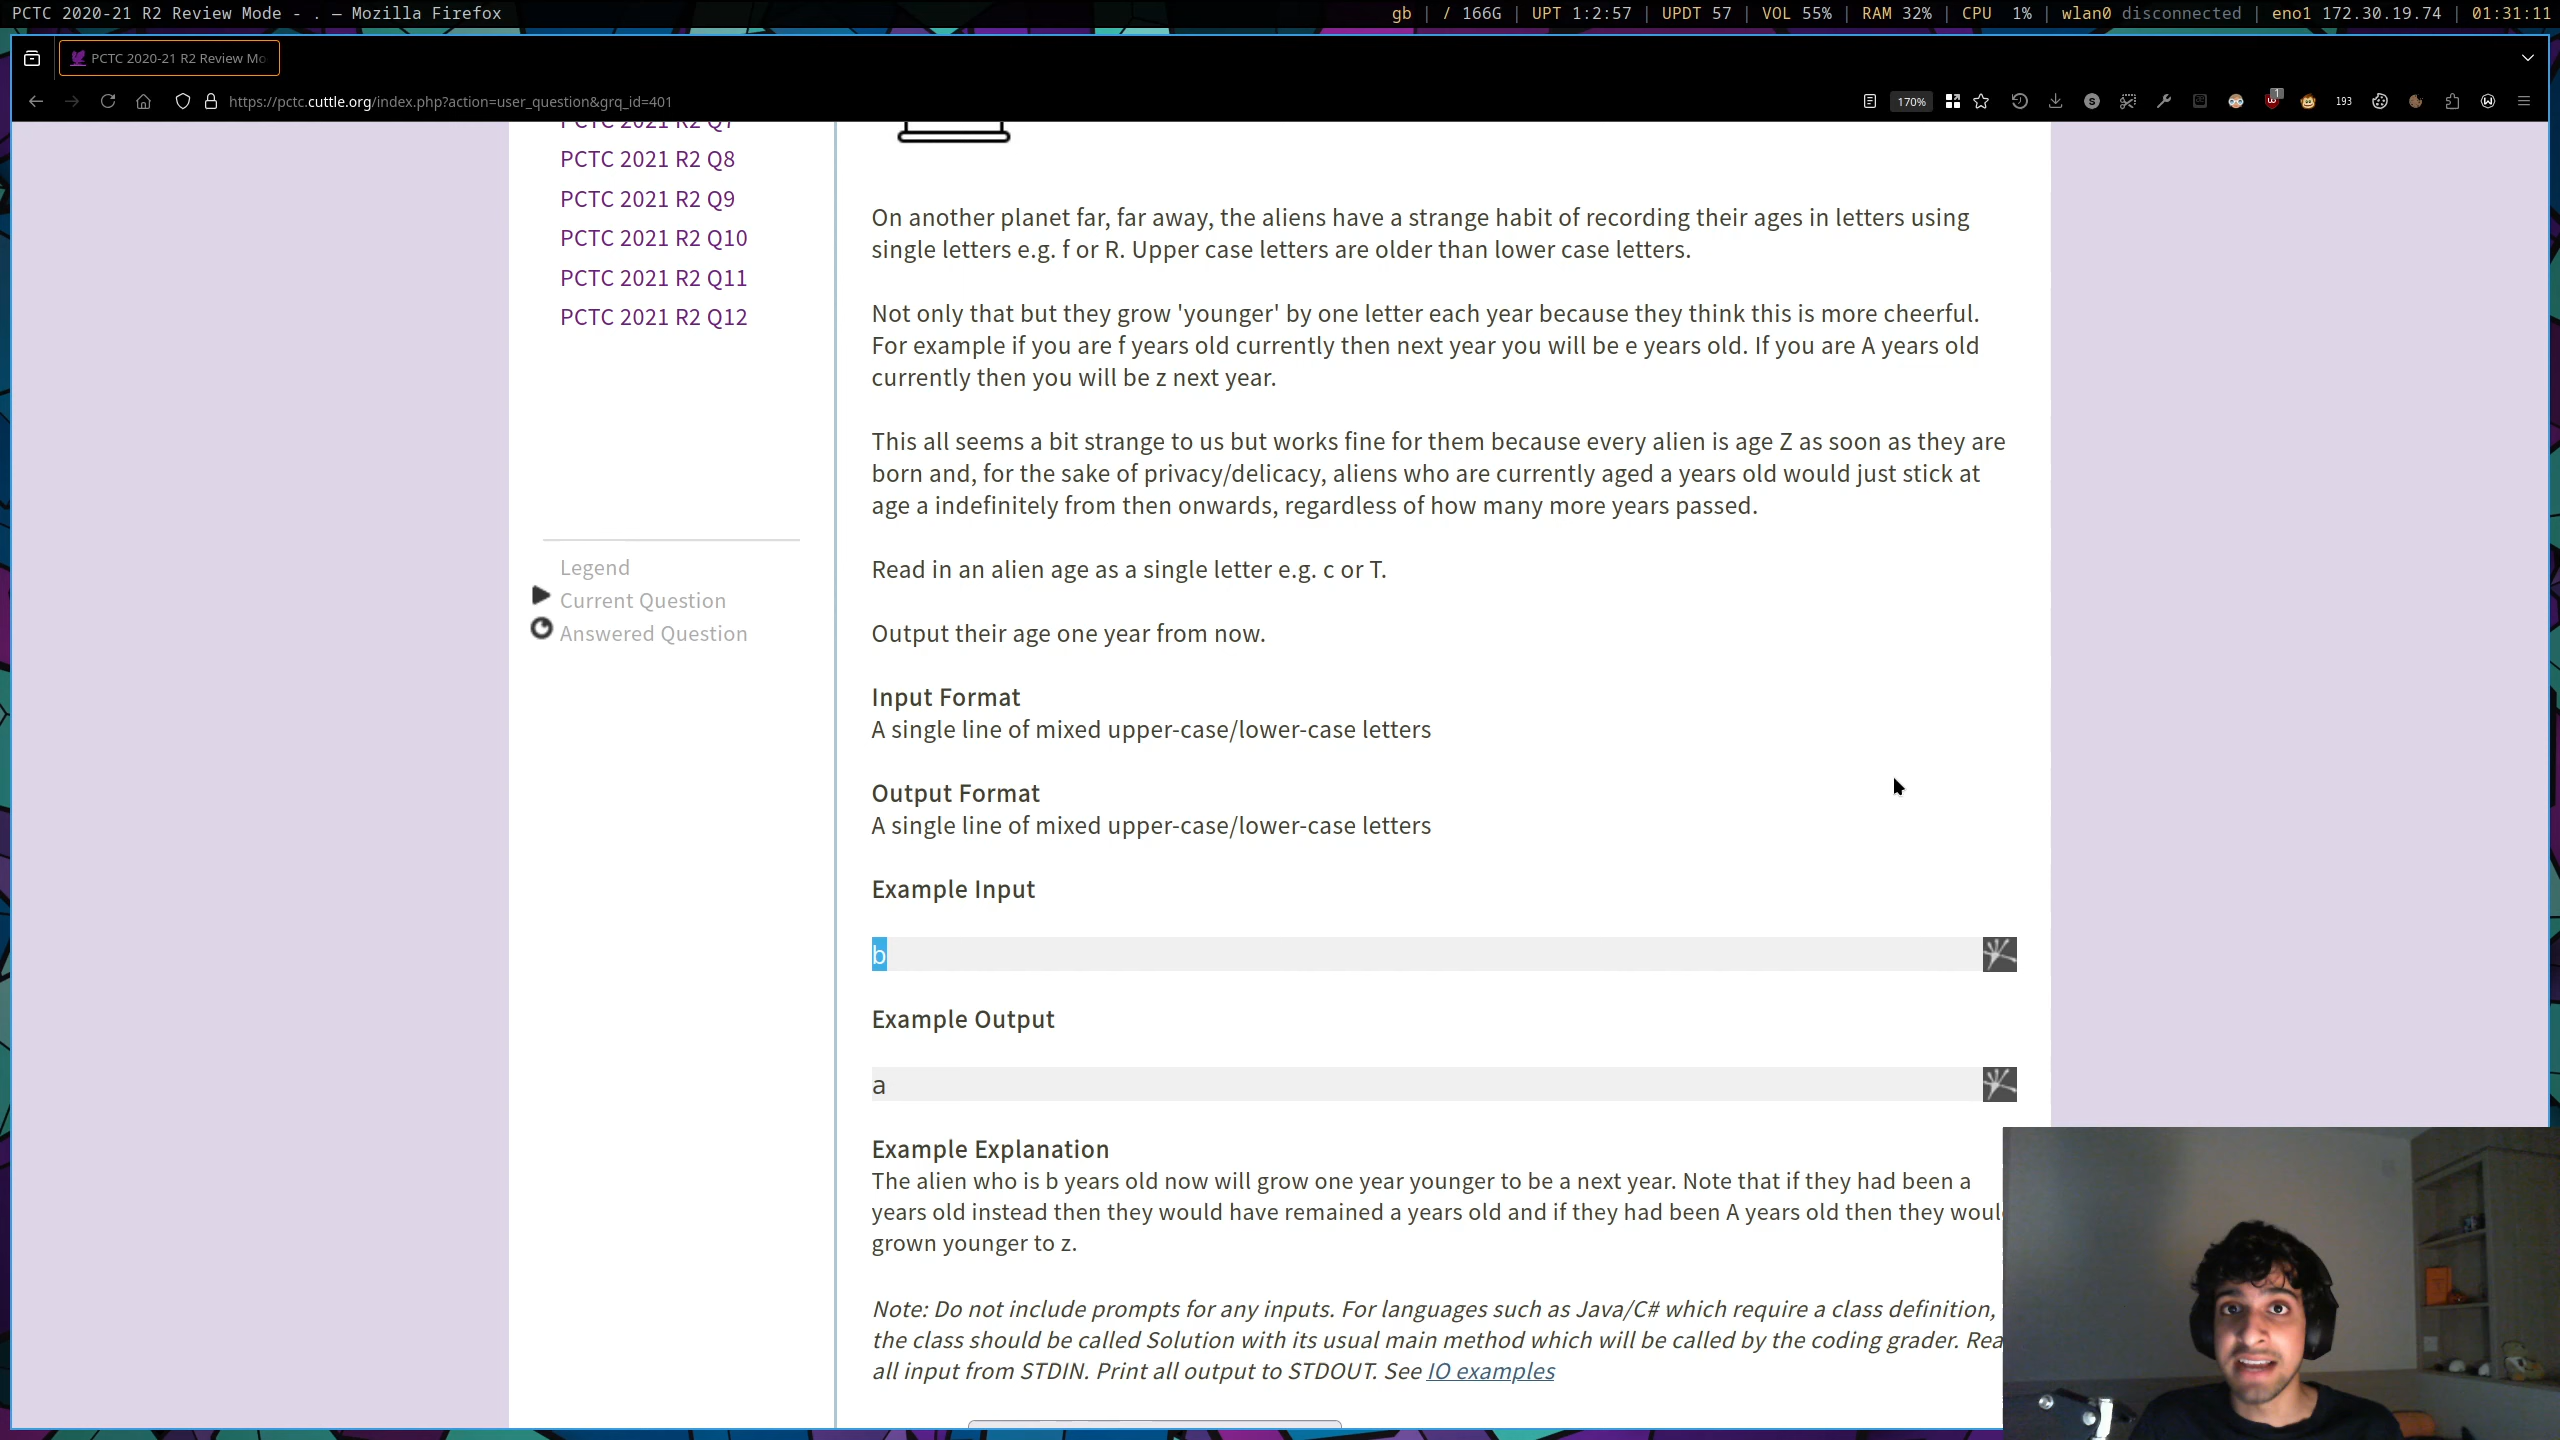 PCTC 2020-21 R2 Review Mode - . — Mozilla Firefox
gb | / 166G | UPT 1:2:57 | UPDT 57 | VOL 55% | RAM 32% | CPU 1% | wlan0 disconnected | eno1 172.30.19.74 | 01:31:11
PCTC 2020-21 R2 Review Mo
https://pctc.cuttle.org/index.php?action=user_question&grq_id=401
170%
1
193
PCTC 2021 R2 Q7
PCTC 2021 R2 Q8
PCTC 2021 R2 Q9
PCTC 2021 R2 Q10
PCTC 2021 R2 Q11
PCTC 2021 R2 Q12
Legend
Current Question
Answered Question
On another planet far, far away, the aliens have a strange habit of recording their ages in letters using
single letters e.g. f or R. Upper case letters are older than lower case letters.
Not only that but they grow 'younger' by one letter each year because they think this is more cheerful.
For example if you are f years old currently then next year you will be e years old. If you are A years old
currently then you will be z next year.
This all seems a bit strange to us but works fine for them because every alien is age Z as soon as they are
born and, for the sake of privacy/delicacy, aliens who are currently aged a years old would just stick at
age a indefinitely from then onwards, regardless of how many more years passed.
Read in an alien age as a single letter e.g. c or T.
Output their age one year from now.
Input Format
A single line of mixed upper-case/lower-case letters
Output Format
A single line of mixed upper-case/lower-case letters
Example Input
b
Example Output
a
Example Explanation
The alien who is b years old now will grow one year younger to be a next year. Note that if they had been a
years old instead then they would have remained a years old and if they had been A years old then they woul
grown younger to z.
Note: Do not include prompts for any inputs. For languages such as Java/C# which require a class definition,
the class should be called Solution with its usual main method which will be called by the coding grader. Rea
all input from STDIN. Print all output to STDOUT. See IO examples